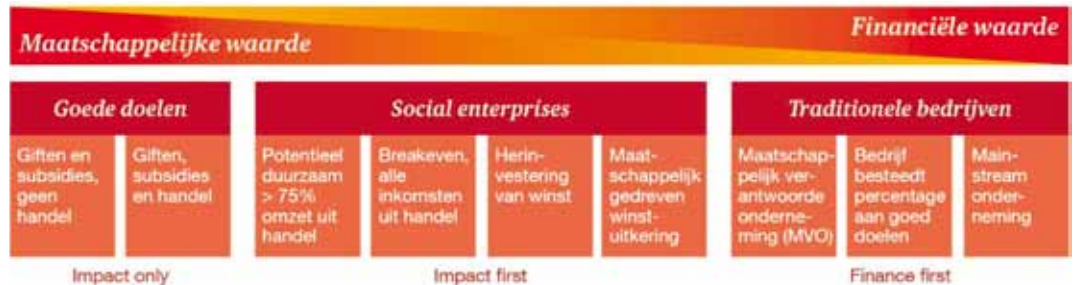 Maatschappelijke waarde
Financiële waarde
Goede doelen
Giften en
subsidies,
geen
handel
Giften,
subsidies
en handel
Impact only
Social enterprises
Potentieel
duurzaam
> 75%
omzet uit
handel
Breakeven,
alle
inkomsten
uit handel
Herin-
vestering
van winst
Maat-
schappelijk
gedreven
winst-
uitkering
Impact first
Traditionele bedrijven
Maatschap-
pelijk ver-
antwoorde
onderne-
ming (MVO)
Bedrijf
besteedt
percentage
aan goed
doelen
Main-
stream
onder-
neming
Finance first